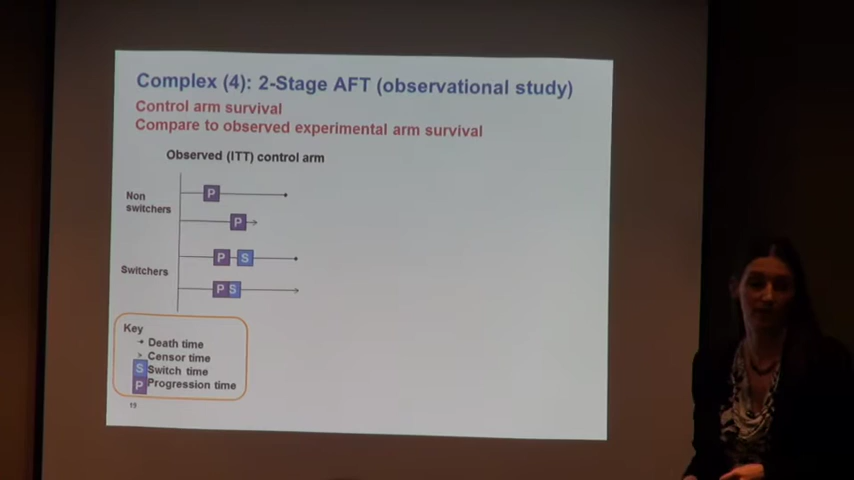 Complex (4): 2-Stage AFT (observational study)
Control arm survival
Compare to observed experimental arm survival
Observed (ITT) control arm
Non
switchers
P
P
P S
Switchers
P S
Key
Death time
Censor time
S Switch time
P Progression time
19